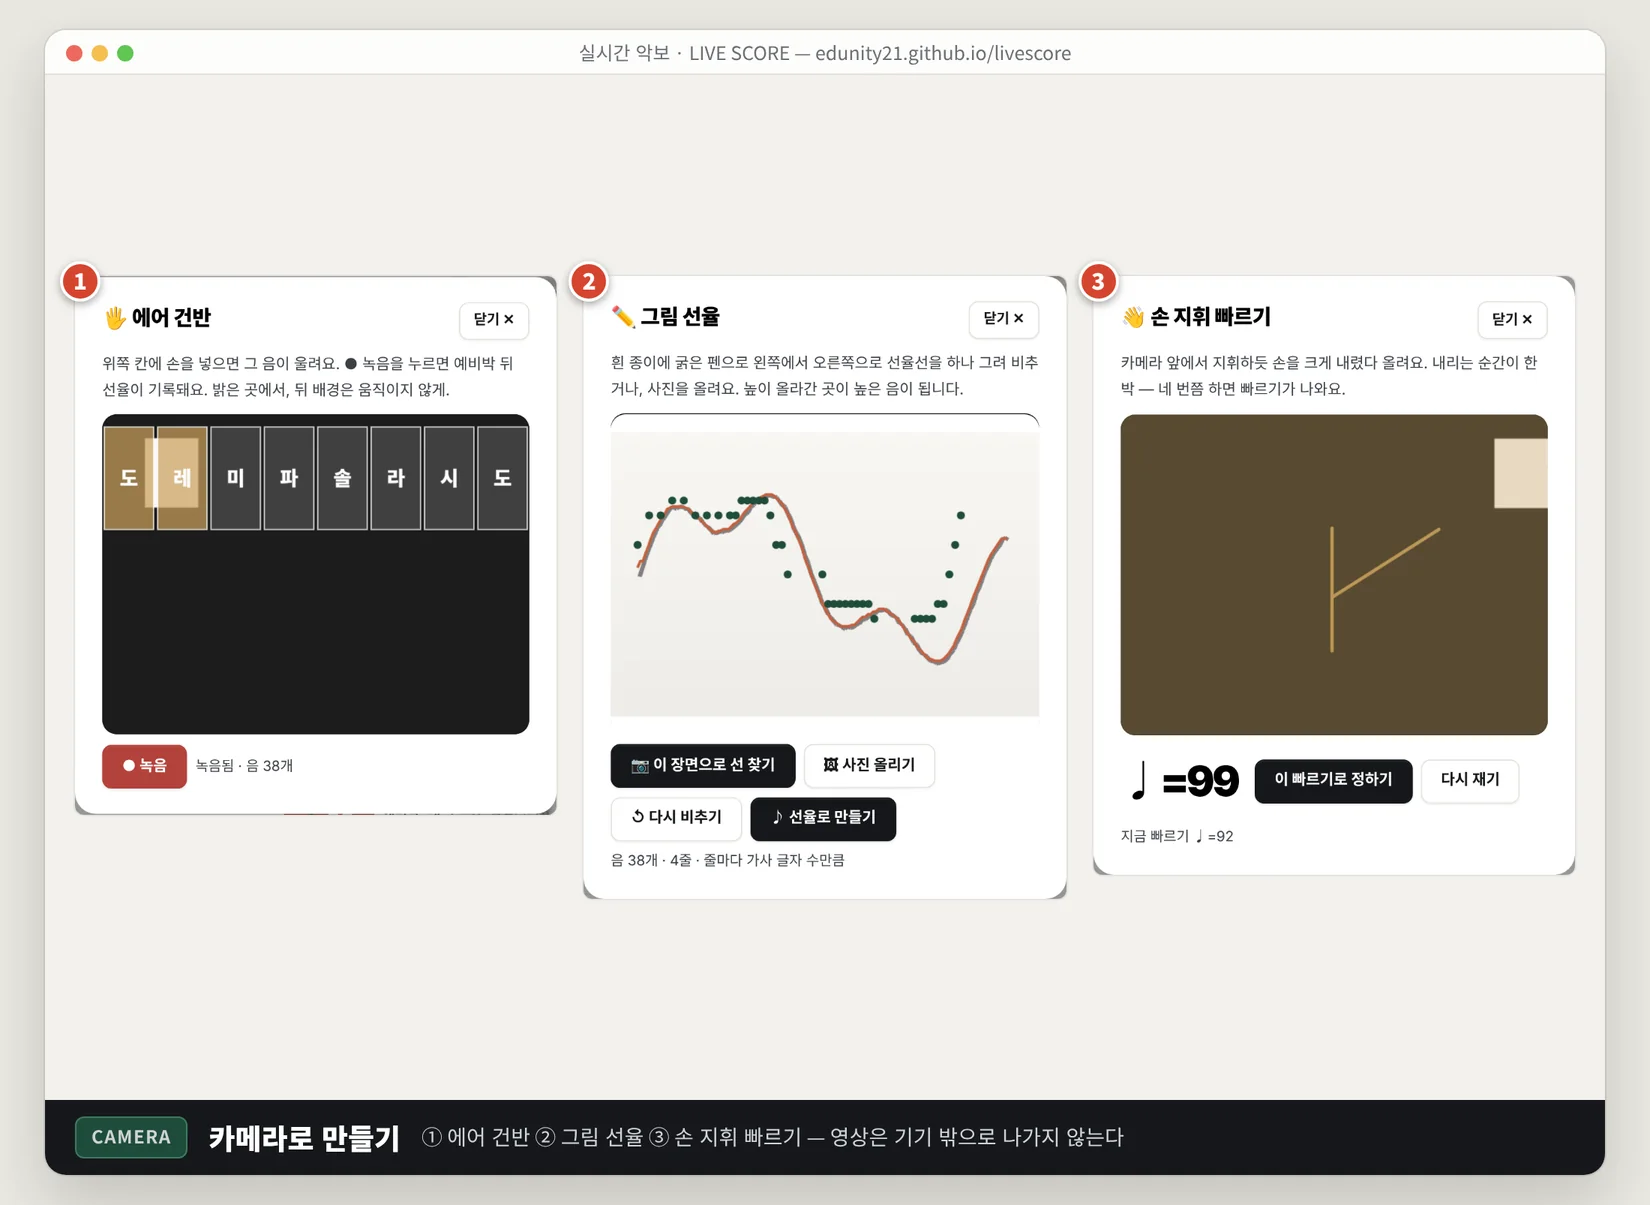 실시간 악보 · LIVE SCORE — edunity21.github.io/livescore
1
🖐 에어 건반
닫기 ✕
위쪽 칸에 손을 넣으면 그 음이 울려요. ● 녹음을 누르면 예비박 뒤
선율이 기록돼요. 밝은 곳에서, 뒤 배경은 움직이지 않게.
도 레 미 파 솔 라 시 도
● 녹음
녹음됨 · 음 38개
2
✏️ 그림 선율
닫기 ✕
흰 종이에 굵은 펜으로 왼쪽에서 오른쪽으로 선율선을 하나 그려 비추
거나, 사진을 올려요. 높이 올라간 곳이 높은 음이 됩니다.
📷 이 장면으로 선 찾기
🖼 사진 올리기
↺ 다시 비추기
♪ 선율로 만들기
음 38개 · 4줄 · 줄마다 가사 글자 수만큼
3
👋 손 지휘 빠르기
닫기 ✕
카메라 앞에서 지휘하듯 손을 크게 내렸다 올려요. 내리는 순간이 한
박 — 네 번쯤 하면 빠르기가 나와요.
♩=99
이 빠르기로 정하기
다시 재기
지금 빠르기 ♩=92
CAMERA
카메라로 만들기
① 에어 건반 ② 그림 선율 ③ 손 지휘 빠르기 — 영상은 기기 밖으로 나가지 않는다